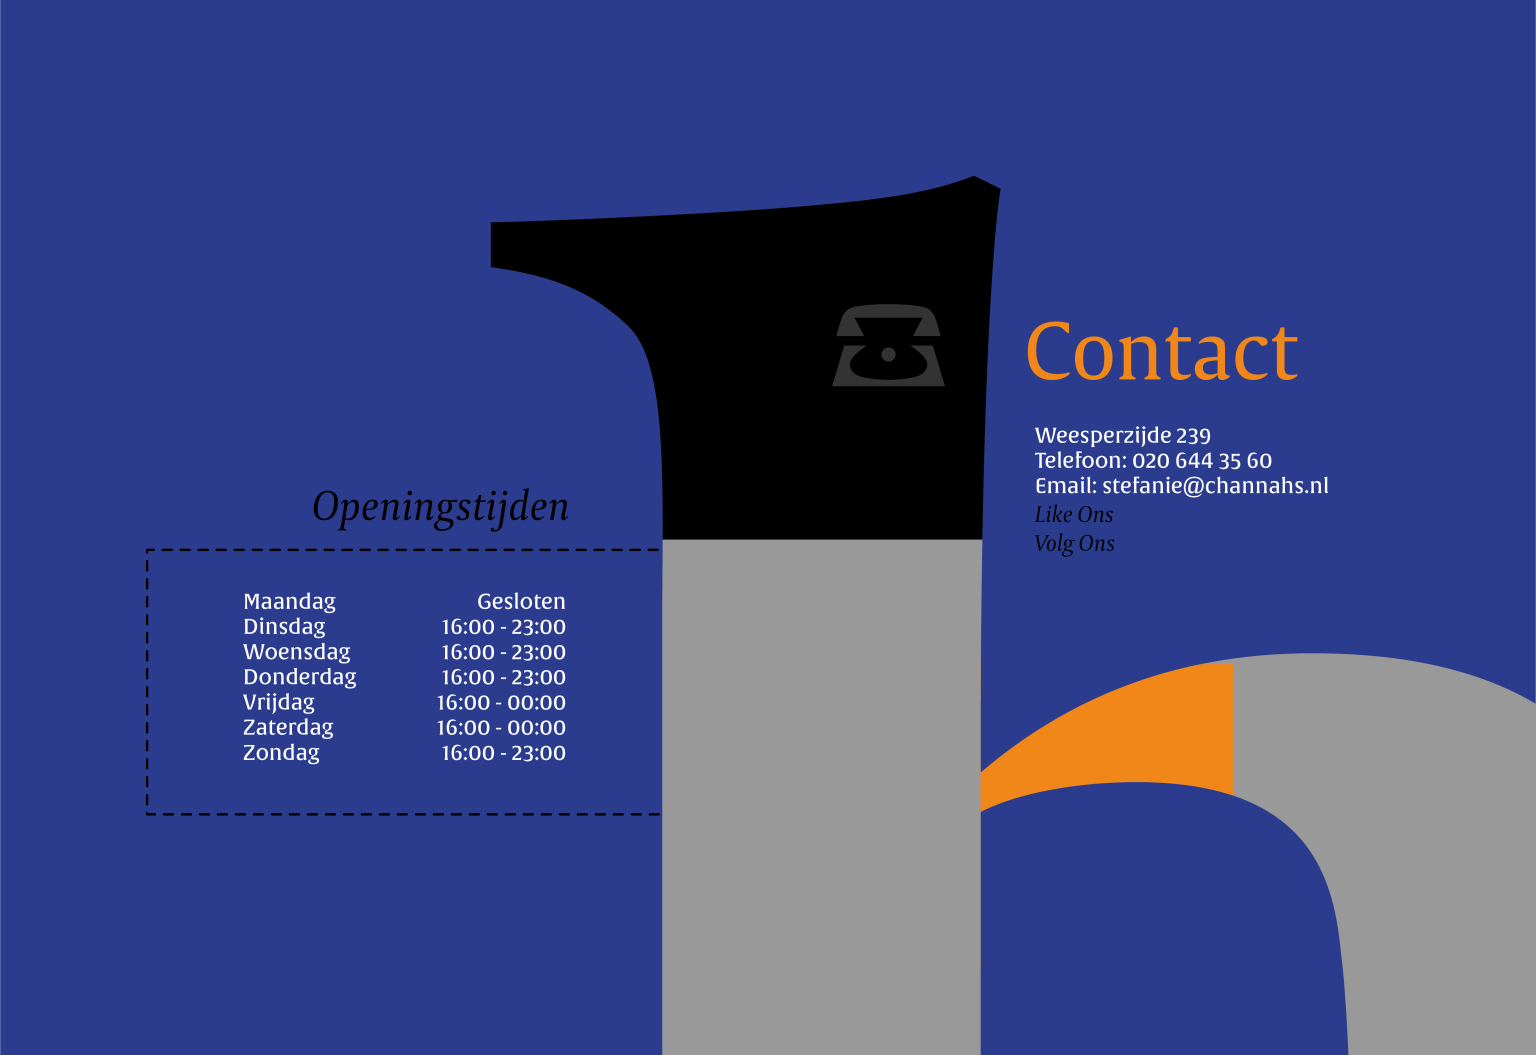 Contact
Weesperzijde 239
Telefoon: 020 644 35 60
Email: stefanie@channahs.nl
Like Ons
Volg Ons
Openingstijden
Maandag Gesloten
Dinsdag 16:00 - 23:00
Woensdag 16:00 - 23:00
Donderdag 16:00 - 23:00
Vrijdag 16:00 - 00:00
Zaterdag 16:00 - 00:00
Zondag 16:00 - 23:00